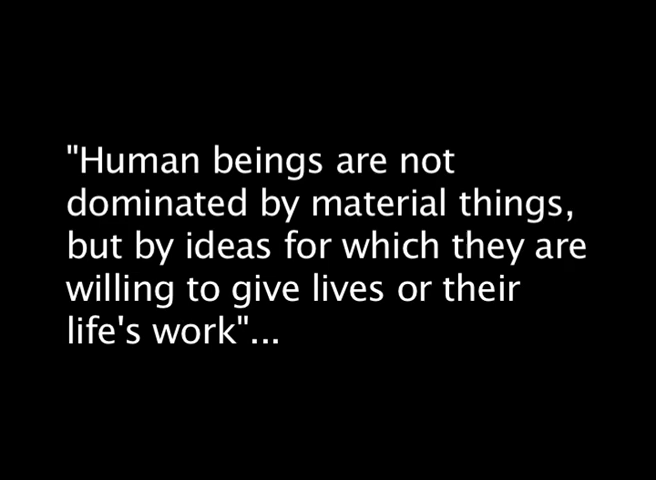 "Human beings are not
dominated by material things,
but by ideas for which they are
willing to give lives or their
life's work"...